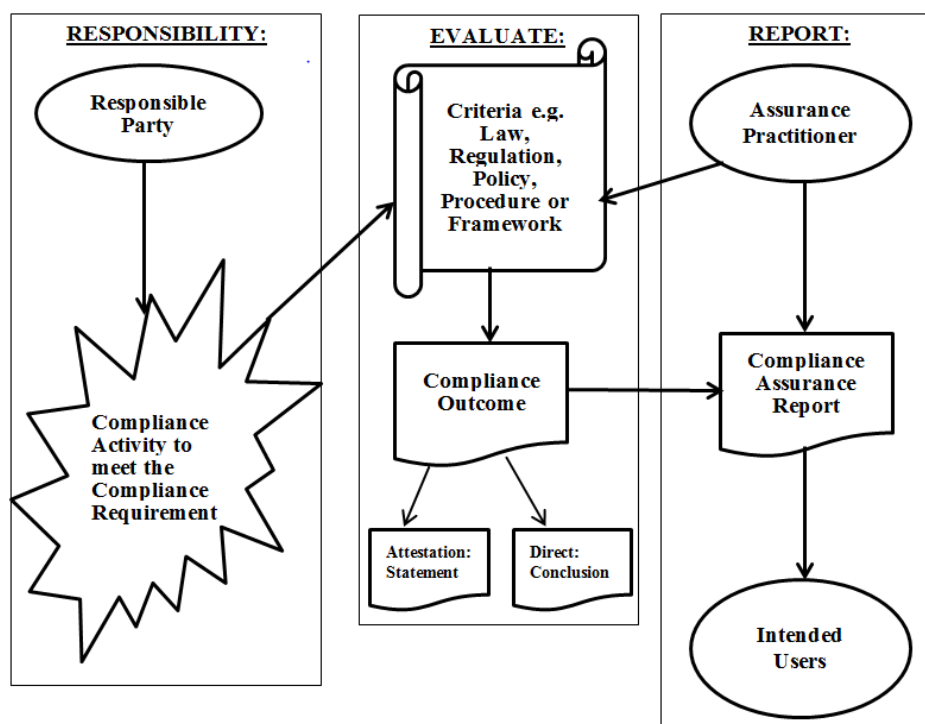 RESPONSIBILITY:
Responsible
Party
Compliance
Activity to
meet the
Compliance
Requirement
EVALUATE:
Criteria e.g.
Law,
Regulation,
Policy,
Procedure or
Framework
Compliance
Outcome
Attestation:
Statement
Direct:
Conclusion
REPORT:
Assurance
Practitioner
Compliance
Assurance
Report
Intended
Users